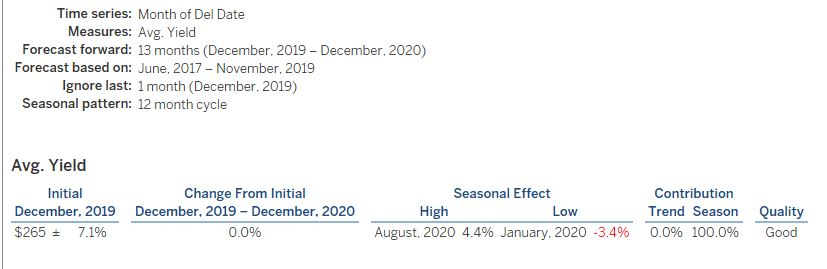 Time series: Month of Del Date
Measures: Avg. Yield
Forecast forward: 13 months (December, 2019 – December, 2020)
Forecast based on: June, 2017 – November, 2019
Ignore last: 1 month (December, 2019)
Seasonal pattern: 12 month cycle
Avg. Yield
Initial Change From Initial Seasonal Effect Contribution
December, 2019 December, 2019 – December, 2020 High Low Trend Season Quality
$265 ± 7.1% 0.0% August, 2020 4.4% January, 2020 -3.4% 0.0% 100.0% Good